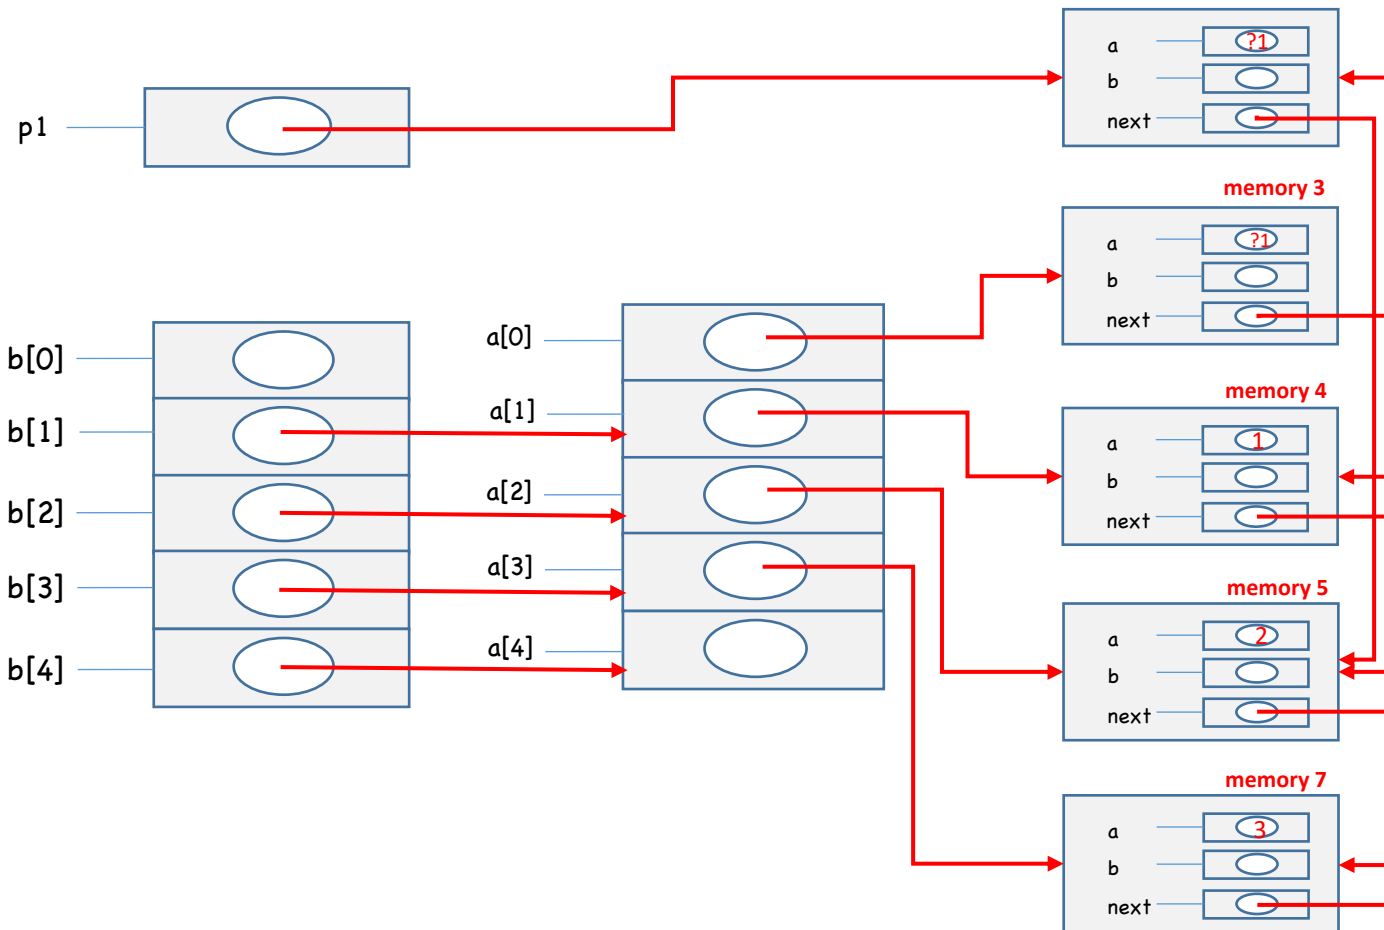 p1
a ?1
b
next
memory 3
a ?1
b
next
b[0]
b[1]
b[2]
b[3]
b[4]
a[0]
a[1]
a[2]
a[3]
a[4]
memory 4
a 1
b
next
memory 5
a 2
b
next
memory 7
a 3
b
next